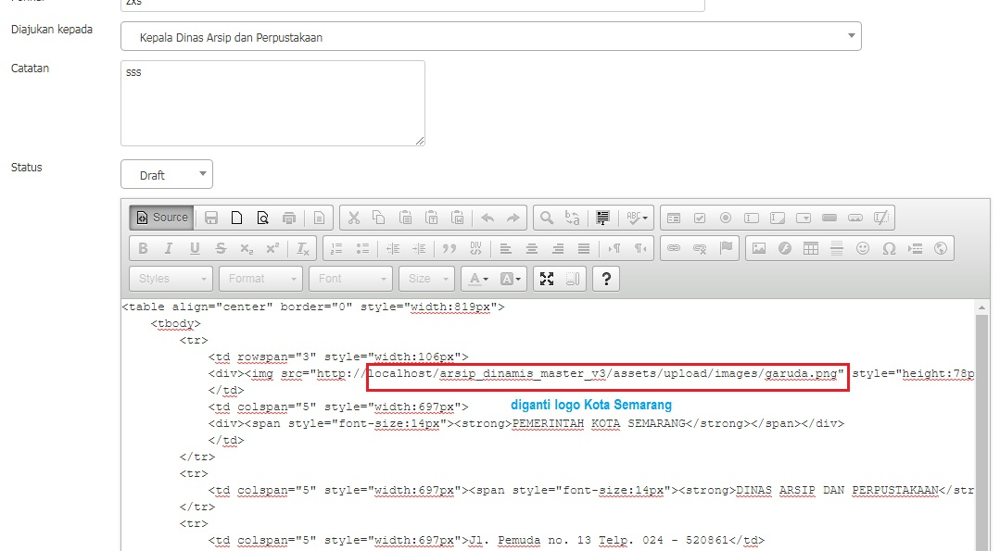 zxs
Diajukan kepada
Kepala Dinas Arsip dan Perpustakaan
Catatan
sss
Status
Draft
Source
ABC
B I U S x₂ x² Iₓ
DIV
Styles Format Font Size A A ?
<table align="center" border="0" style="width:819px">
<tbody>
<tr>
<td rowspan="3" style="width:106px">
<div><img src="http://localhost/arsip_dinamis_master_v3/assets/upload/images/garuda.png" style="height:78p
</td>
<td colspan="5" style="width:697px">
diganti logo Kota Semarang
<div><span style="font-size:14px"><strong>PEMERINTAH KOTA SEMARANG</strong></span></div>
</td>
</tr>
<tr>
<td colspan="5" style="width:697px"><span style="font-size:14px"><strong>DINAS ARSIP DAN PERPUSTAKAAN</str
</tr>
<tr>
<td colspan="5" style="width:697px">Jl. Pemuda no. 13 Telp. 024 - 520861</td>